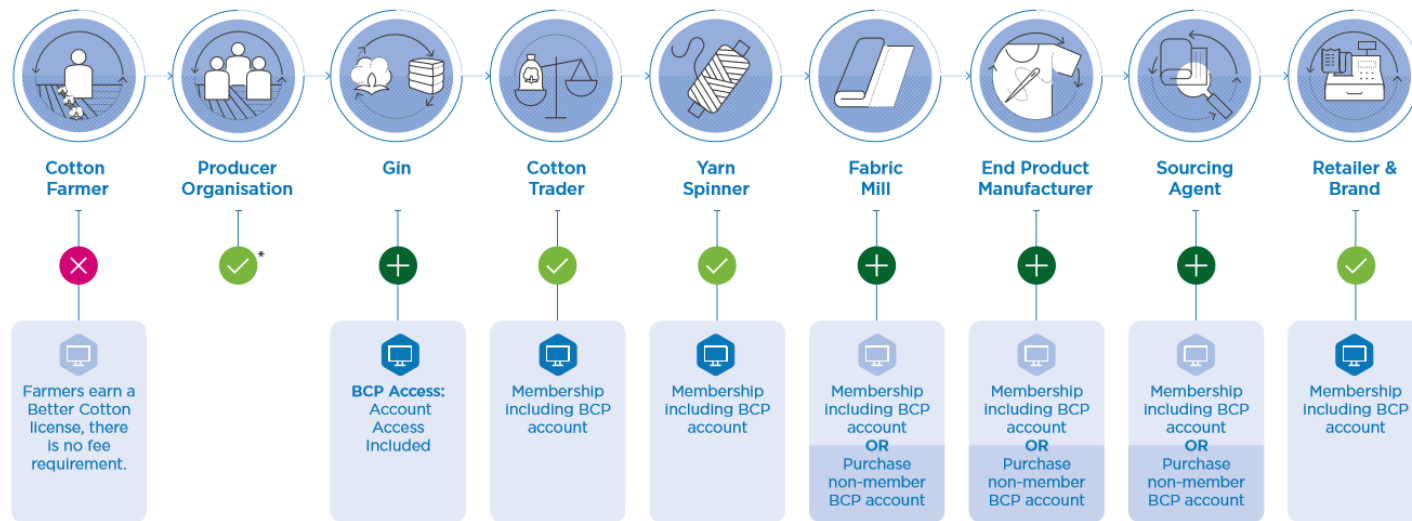 Cotton
Farmer
Producer
Organisation
Gin
Cotton
Trader
Yarn
Spinner
Fabric
Mill
End Product
Manufacturer
Sourcing
Agent
Retailer &
Brand
*
Farmers earn a
Better Cotton
license, there
is no fee
requirement.
BCP Access:
Account
Access
Included
Membership
including BCP
account
Membership
including BCP
account
Membership
including BCP
account
OR
Purchase
non-member
BCP account
Membership
including BCP
account
OR
Purchase
non-member
BCP account
Membership
including BCP
account
OR
Purchase
non-member
BCP account
Membership
including BCP
account